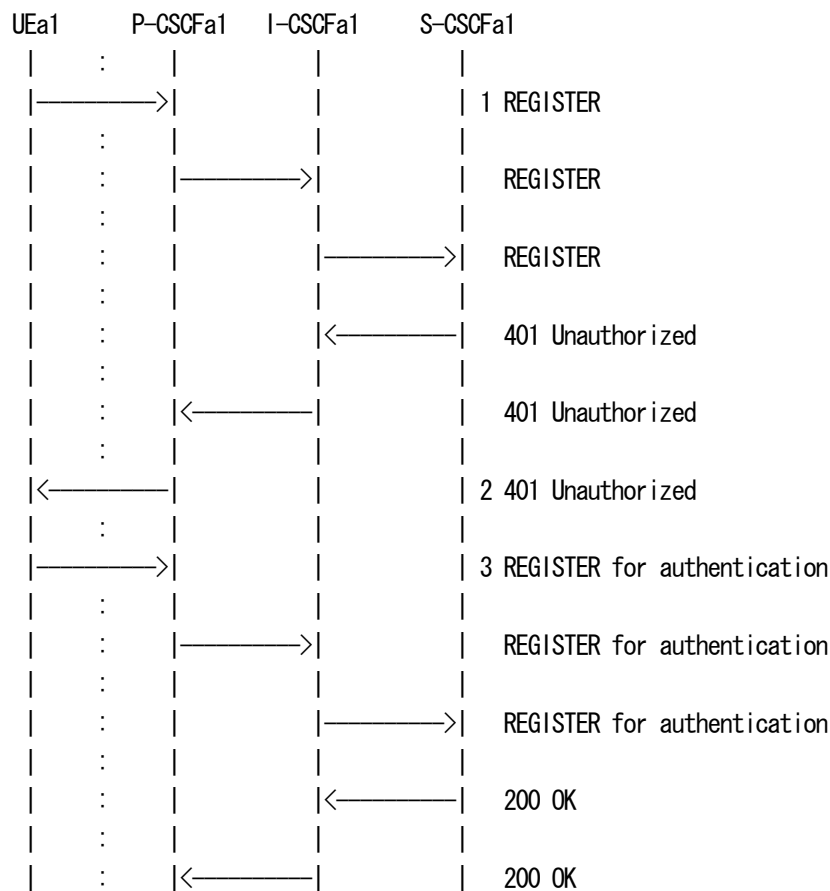 UEa1 P-CSCFa1 I-CSCFa1 S-CSCFa1
1 REGISTER
REGISTER
REGISTER
401 Unauthorized
401 Unauthorized
2 401 Unauthorized
3 REGISTER for authentication
REGISTER for authentication
REGISTER for authentication
200 OK
200 OK